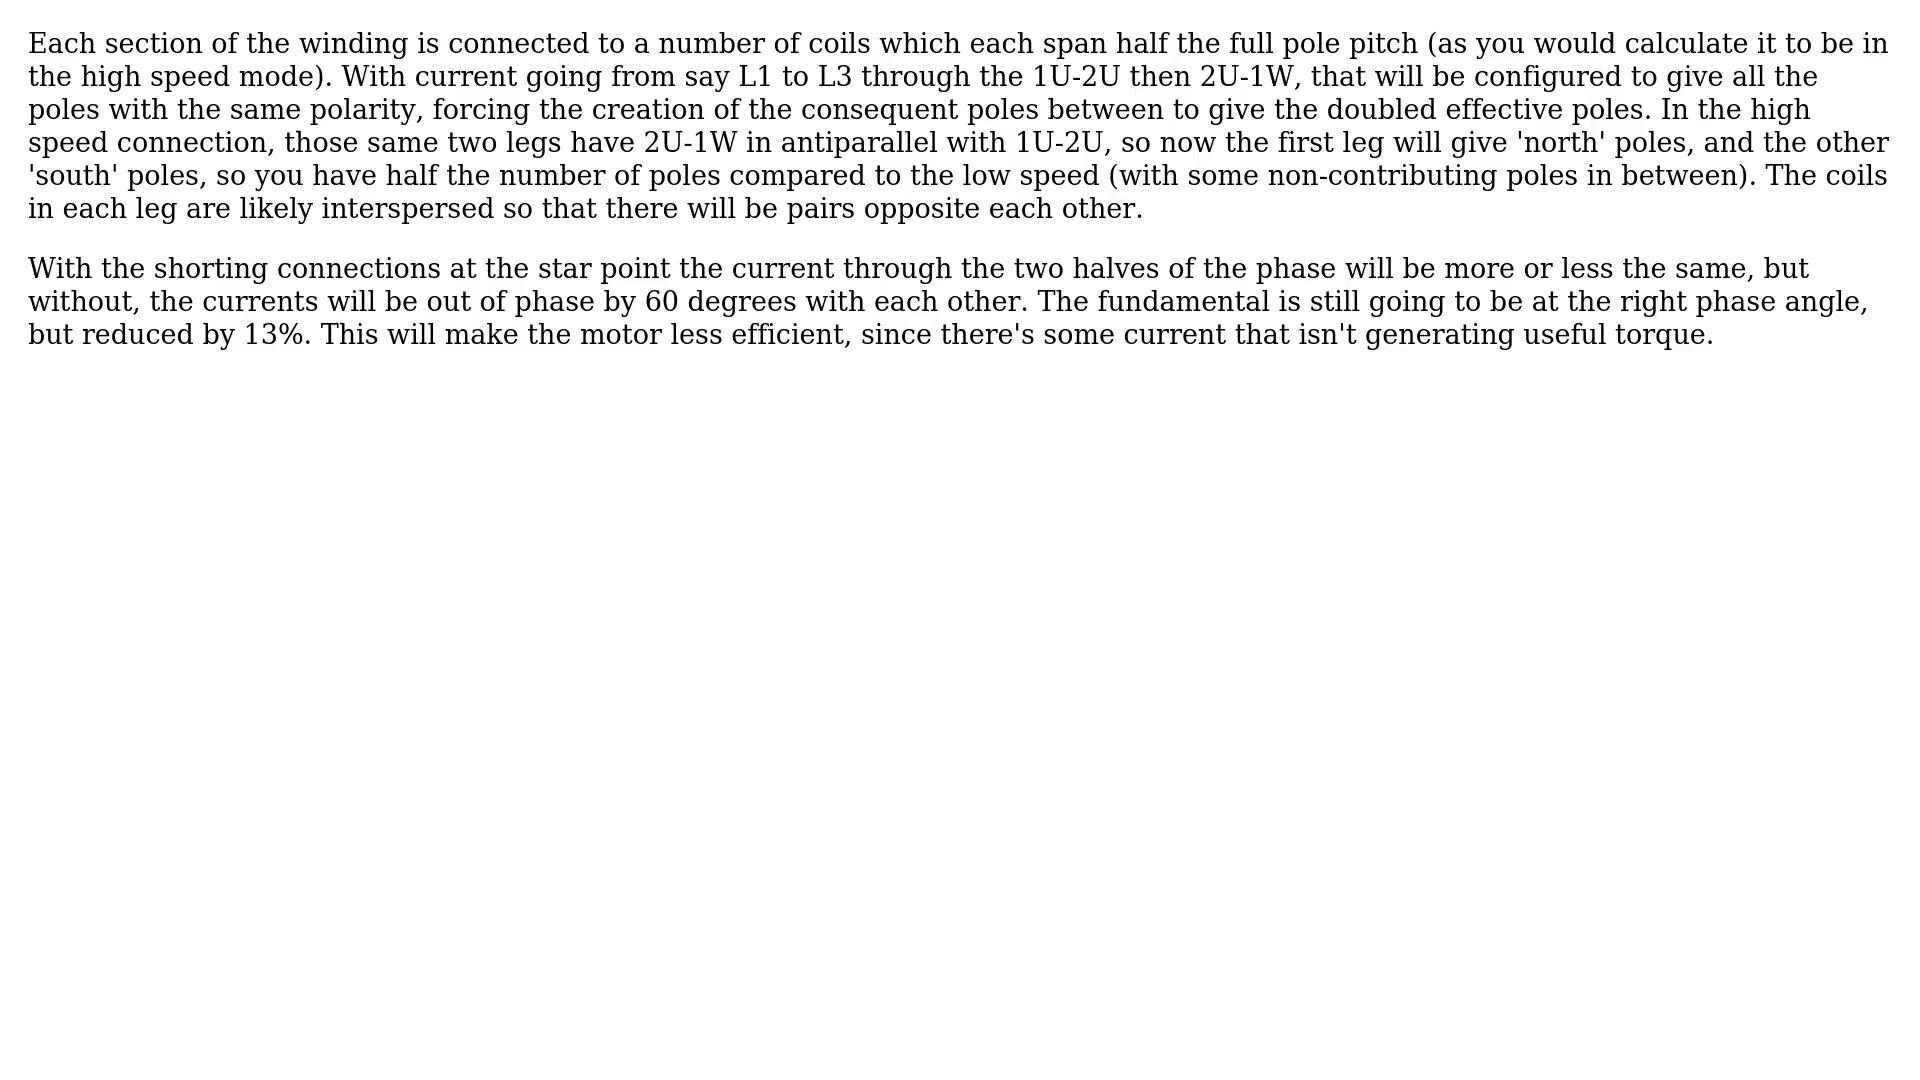 Each section of the winding is connected to a number of coils which each span half the full pole pitch (as you would calculate it to be in
the high speed mode). With current going from say L1 to L3 through the 1U-2U then 2U-1W, that will be configured to give all the
poles with the same polarity, forcing the creation of the consequent poles between to give the doubled effective poles. In the high
speed connection, those same two legs have 2U-1W in antiparallel with 1U-2U, so now the first leg will give 'north' poles, and the other
'south' poles, so you have half the number of poles compared to the low speed (with some non-contributing poles in between). The coils
in each leg are likely interspersed so that there will be pairs opposite each other.
With the shorting connections at the star point the current through the two halves of the phase will be more or less the same, but
without, the currents will be out of phase by 60 degrees with each other. The fundamental is still going to be at the right phase angle,
but reduced by 13%. This will make the motor less efficient, since there's some current that isn't generating useful torque.